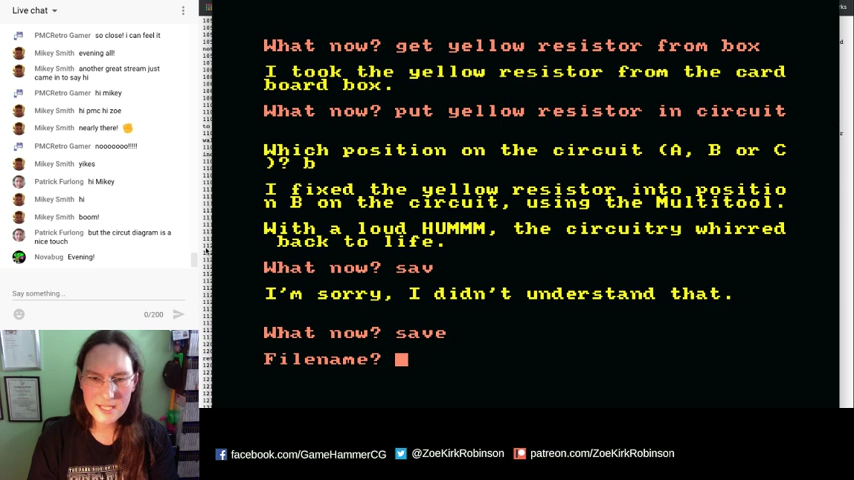 Live chat
PMCRetro Gamer so close! i can feel it
Mikey Smith evening all!
Mikey Smith another great stream just
came in to say hi
PMCRetro Gamer hi mikey
Mikey Smith hi pmc hi zoe
Mikey Smith nearly there! ✊
PMCRetro Gamer nooooooo!!!!
Mikey Smith yikes
Patrick Furlong hi Mikey
Mikey Smith hi
Mikey Smith boom!
Patrick Furlong but the circut diagram is a
nice touch
Novabug Evening!
Say something...
0/200
What now? get yellow resistor from box
I took the yellow resistor from the card
board box.
What now? put yellow resistor in circuit
Which position on the circuit (A, B or C
)? b
I fixed the yellow resistor into positio
n B on the circuit, using the Multitool.
With a loud HUMMM, the circuitry whirred
back to life.
What now? sav
I'm sorry, I didn't understand that.
What now? save
Filename?
facebook.com/GameHammerCG @ZoeKirkRobinson patreon.com/ZoeKirkRobinson